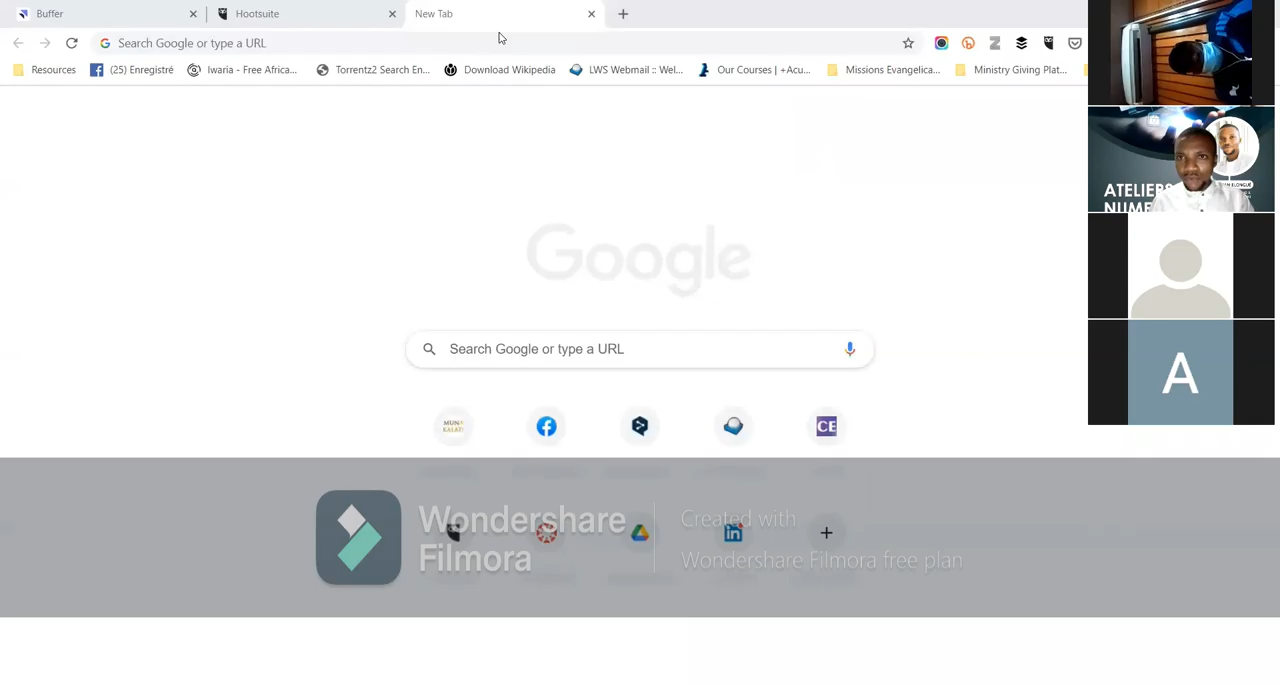 Buffer
Hootsuite
New Tab
Search Google or type a URL
Resources
(25) Enregistré
Iwaria - Free Africa...
Torrentz2 Search En...
Download Wikipedia
LWS Webmail :: Wel...
Our Courses | +Acu...
Missions Evangelica...
Ministry Giving Plat...
ATELIERS
NUME
Google
Search Google or type a URL
CE
A
Wondershare
Filmora
Created with
Wondershare Filmora free plan